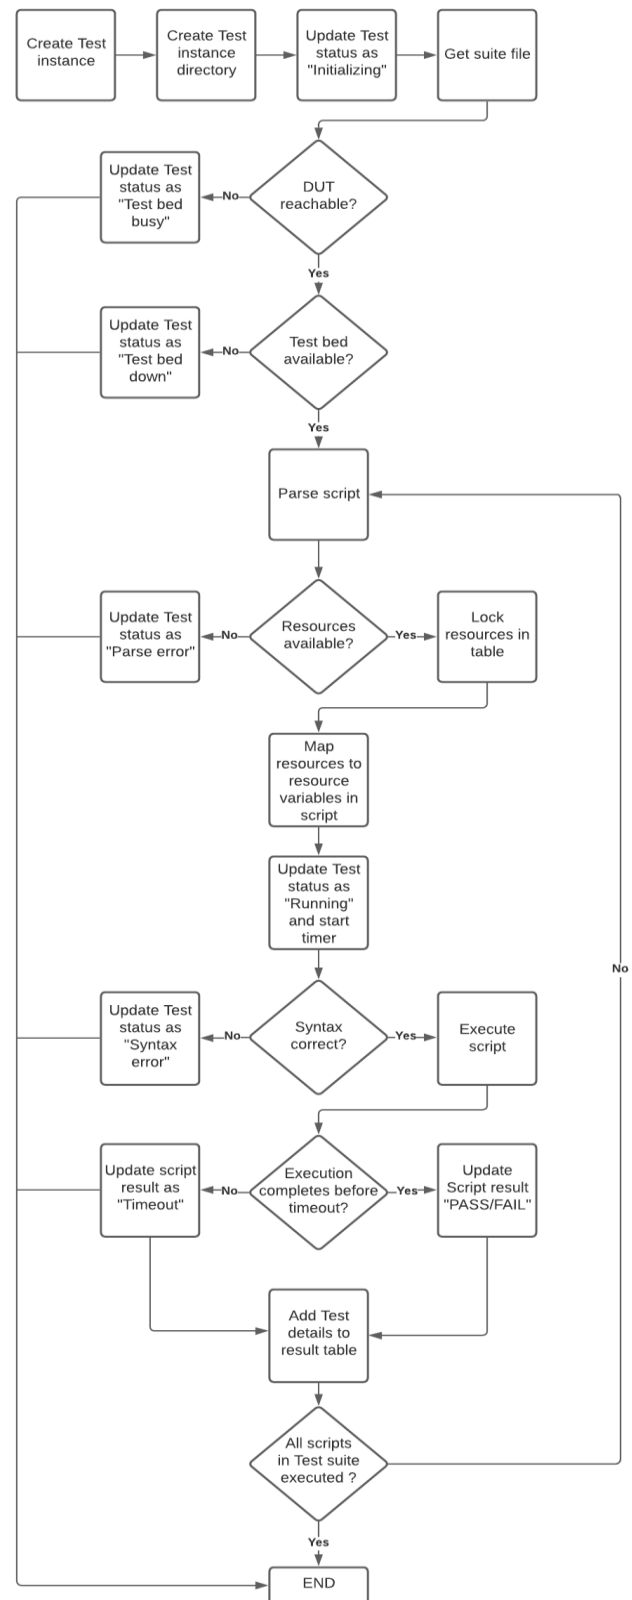 Create Test
instance
Create Test
instance
directory
Update Test
status as
"Initializing"
Get suite file
DUT
reachable?
No
Update Test
status as
"Test bed
busy"
Yes
Test bed
available?
No
Update Test
status as
"Test bed
down"
Yes
Parse script
Resources
available?
No
Update Test
status as
"Parse error"
Yes
Lock
resources in
table
Map
resources to
resource
variables in
script
Update Test
status as
"Running"
and start
timer
No
Syntax
correct?
No
Update Test
status as
"Syntax
error"
Yes
Execute
script
Execution
completes before
timeout?
No
Update script
result as
"Timeout"
Yes
Update
Script result
"PASS/FAIL"
Add Test
details to
result table
All scripts
in Test suite
executed ?
Yes
END